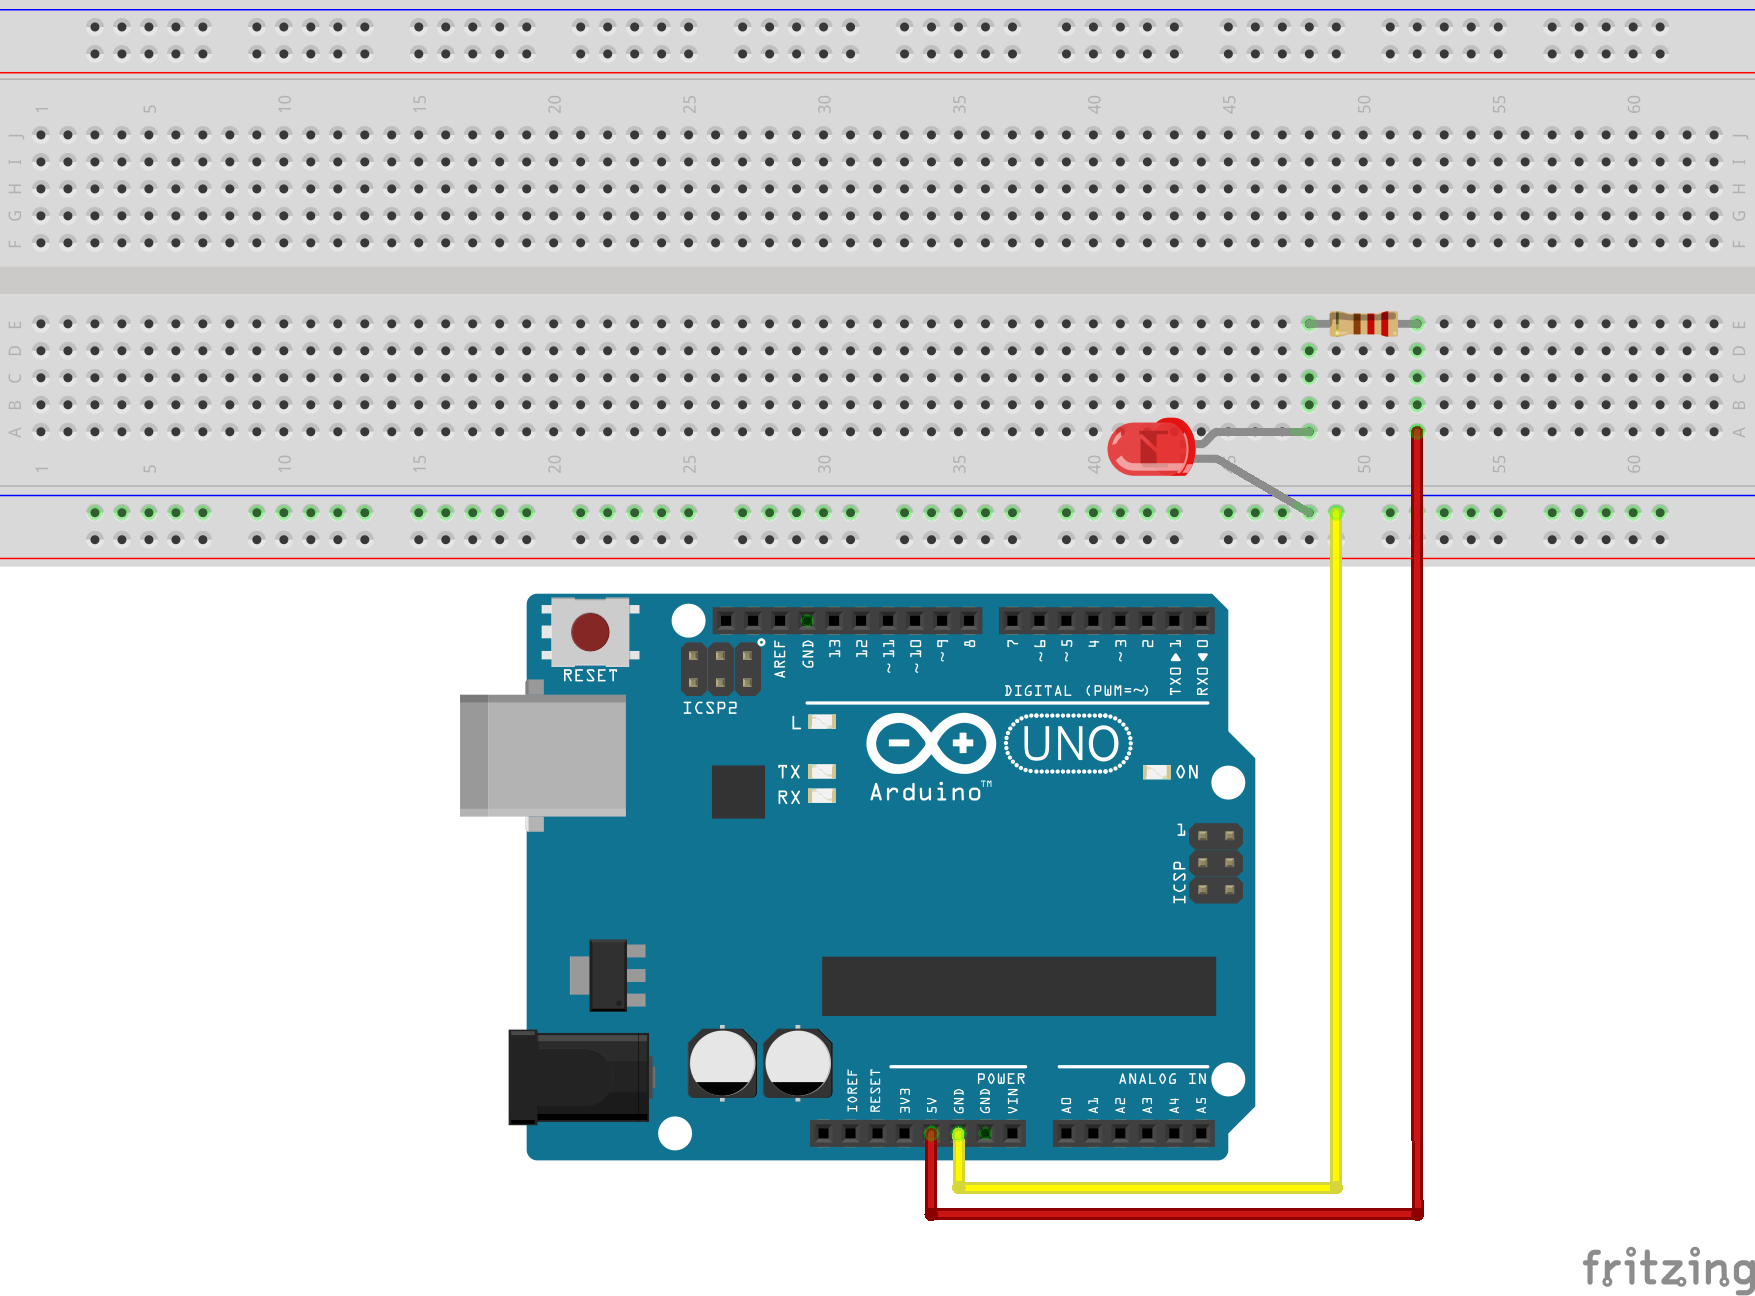 1 5 10 15 20 25 30 35 40 45 50 55 60
J J
I I
H H
G G
F F
E E
D D
C C
B B
A A
1 5 10 15 20 25 30 35 40 50 55 60
RESET
ICSP2
AREF GND 13 12 ~11 ~10 ~9 8 7 ~6 ~5 4 ~3 2 TX0▶1 RX0◀0
DIGITAL (PWM=~)
L
TX
RX
UNO
Arduino™
ON
1
ICSP
POWER
ANALOG IN
IOREF RESET 3V3 5V GND GND VIN A0 A1 A2 A3 A4 A5
fritzing